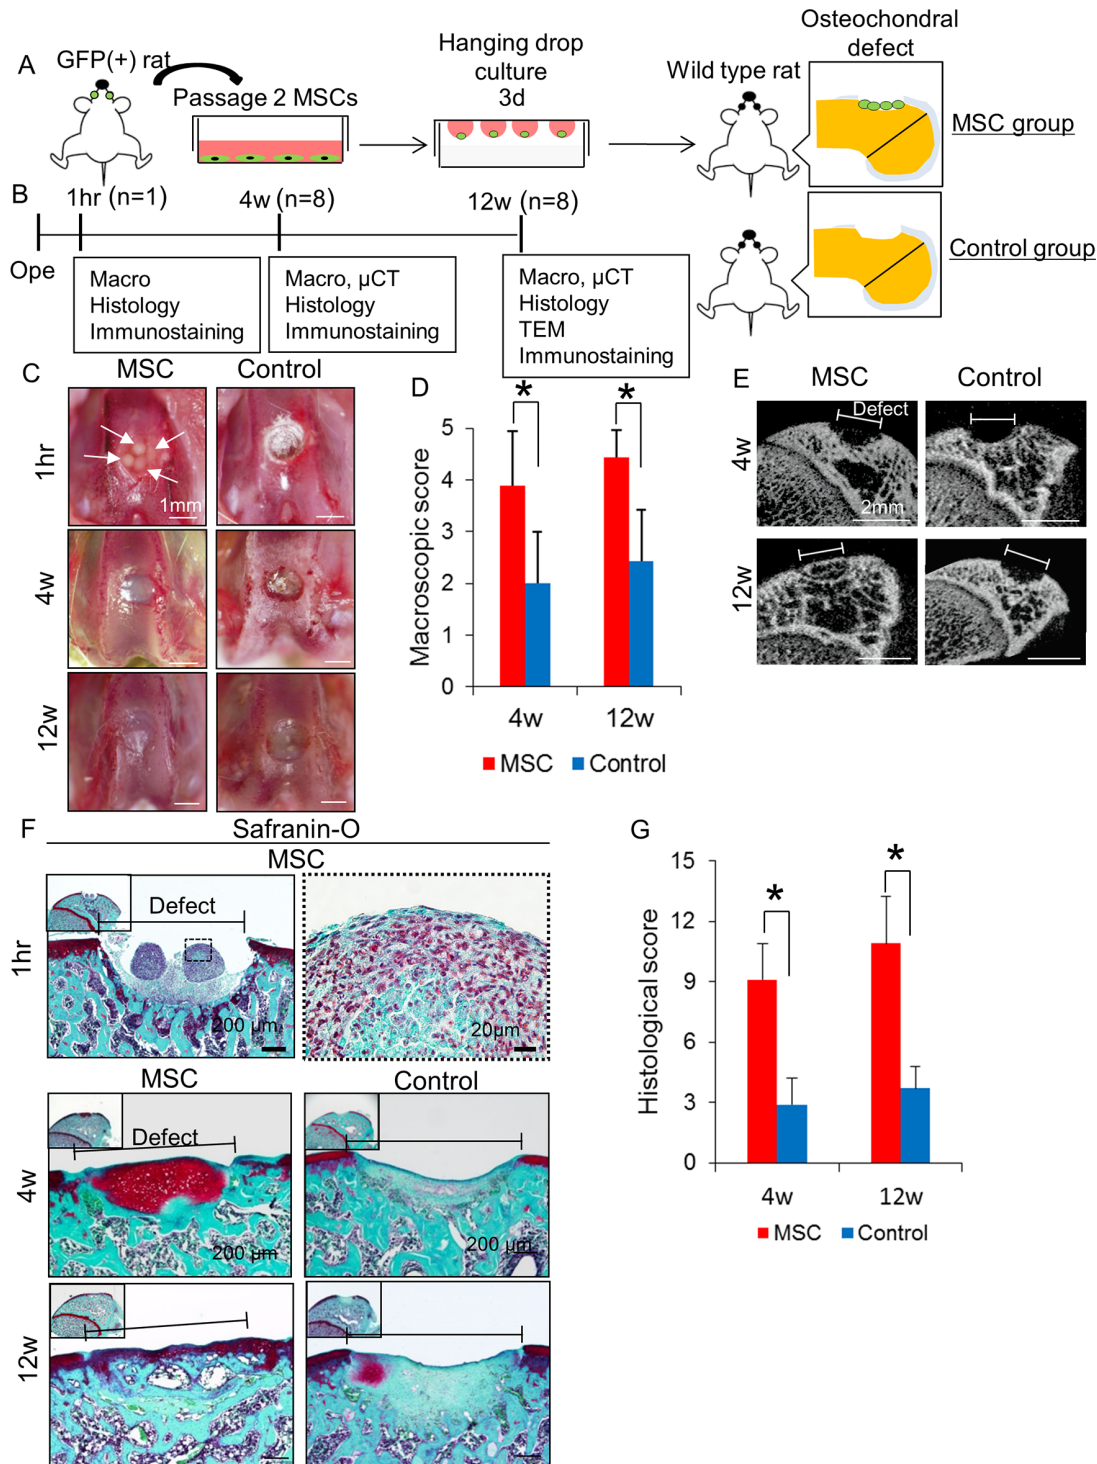 A
GFP(+) rat
Passage 2 MSCs
Hanging drop
culture
3d
Wild type rat
Osteochondral
defect
MSC group
Control group
B
1hr (n=1)
4w (n=8)
12w (n=8)
Ope
Macro
Histology
Immunostaining
Macro, µCT
Histology
Immunostaining
Macro, µCT
Histology
TEM
Immunostaining
C
MSC
Control
1hr
1mm
4w
12w
D
*
*
Macroscopic score
5
4
3
2
1
0
4w
12w
MSC
Control
E
MSC
Control
4w
Defect
2mm
12w
F
Safranin-O
MSC
1hr
Defect
200 µm
20µm
MSC
Control
4w
Defect
200 µm
200 µm
12w
G
*
*
Histological score
15
12
9
6
3
0
4w
12w
MSC
Control